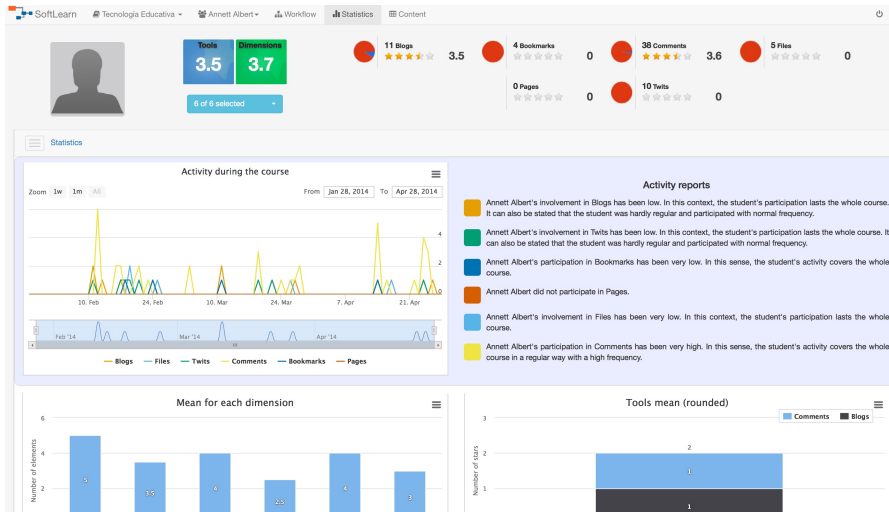 SoftLearn Tecnología Educativa Annett Albert Workflow Statistics Content
Tools Dimensions
3.5 3.7
6 of 6 selected
11 Blogs 3.5
4 Bookmarks 0
38 Comments 3.6
5 Files 0
0 Pages 0
10 Twits 0
Statistics
Activity during the course
Zoom 1w 1m All From Jan 28, 2014 To Apr 28, 2014
4
2
0
10. Feb 24. Feb 10. Mar 24. Mar 7. Apr 21. Apr
Feb '14 Mar '14 Apr '14
Blogs Files Twits Comments Bookmarks Pages
Activity reports
Annett Albert's involvement in Blogs has been low. In this context, the student's participation lasts the whole course.
It can also be stated that the student was hardly regular and participated with normal frequency.
Annett Albert's involvement in Twits has been low. In this context, the student's participation lasts the whole course. It
can also be stated that the student was hardly regular and participated with normal frequency.
Annett Albert's participation in Bookmarks has been very low. In this sense, the student's activity covers the whole
course.
Annett Albert did not participate in Pages.
Annett Albert's involvement in Files has been very low. In this context, the student's participation lasts the whole
course.
Annett Albert's participation in Comments has been very high. In this sense, the student's activity covers the whole
course in a regular way with a high frequency.
Mean for each dimension
Number of elements
6
4
2
5 3.5 4 2.5 4 3
Tools mean (rounded)
Comments Blogs
Number of stars
3
2
1
2
1
1